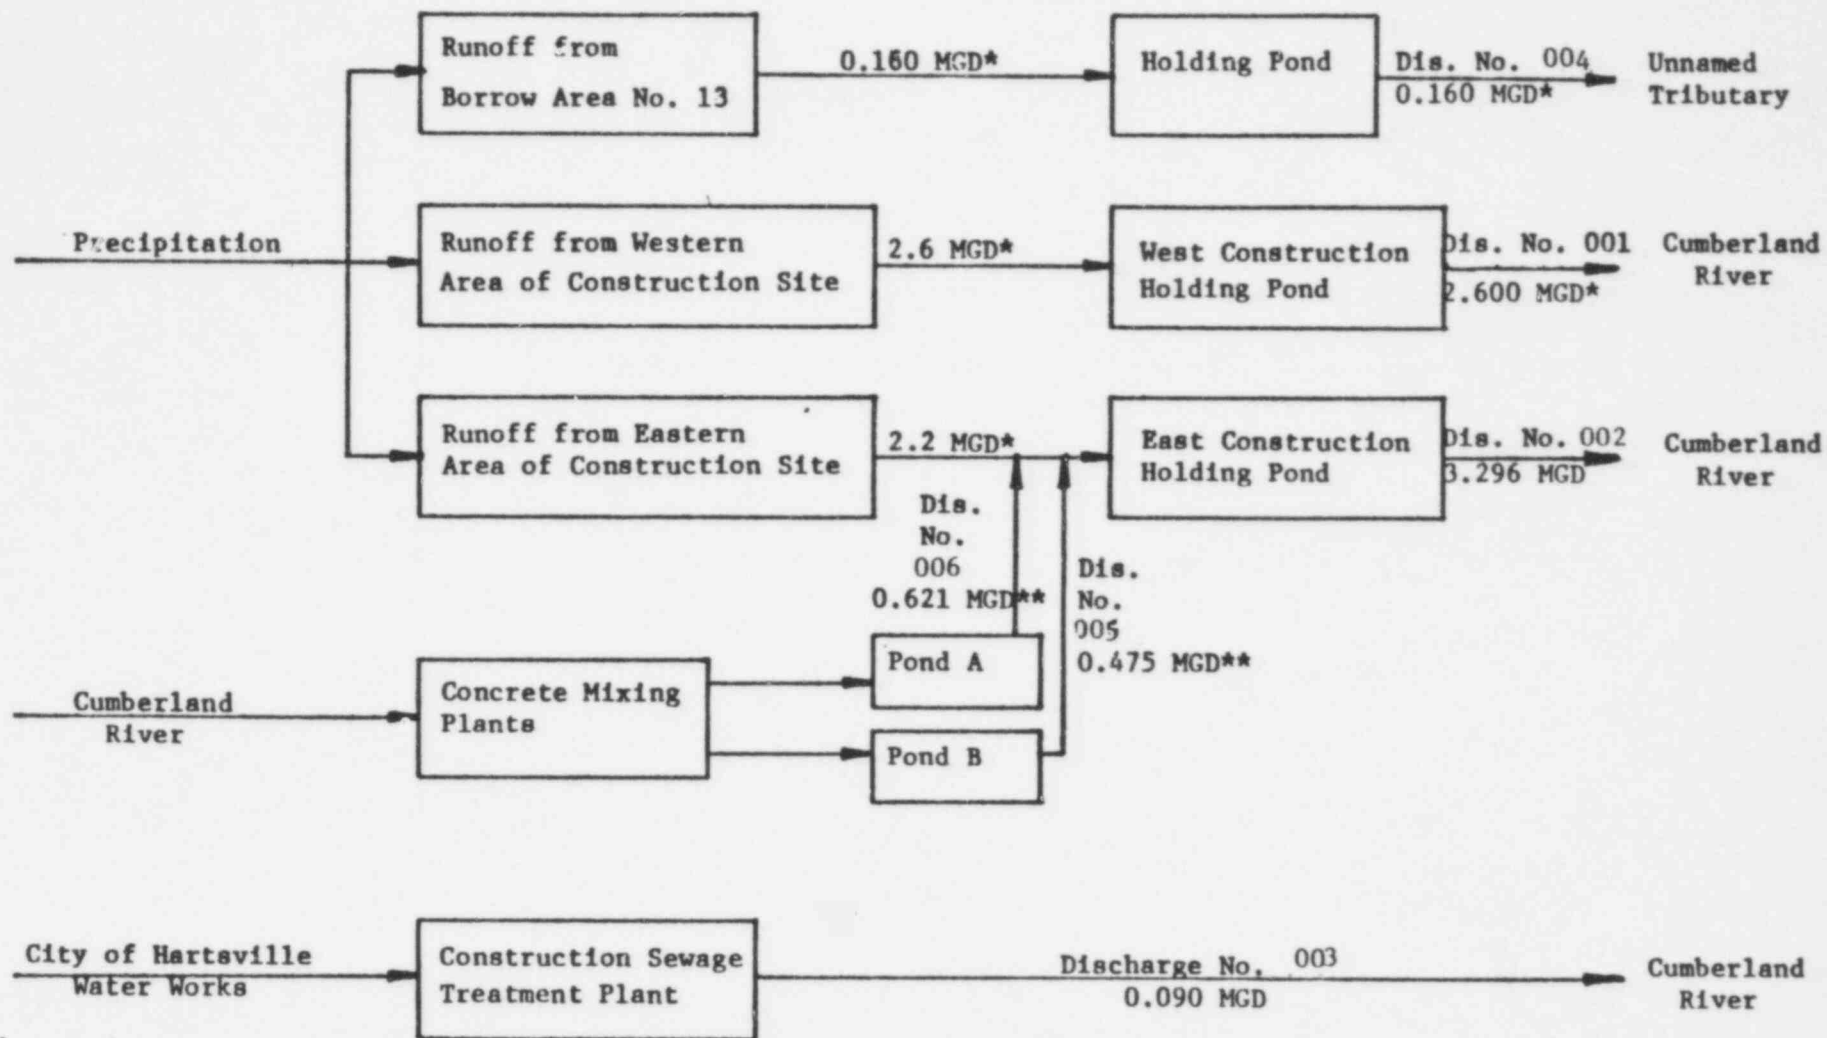 Runoff from
Borrow Area No. 13
0.160 MGD*
Holding Pond
Dis. No. 004
0.160 MGD*
Unnamed
Tributary
Precipitation
Runoff from Western
Area of Construction Site
2.6 MGD*
West Construction
Holding Pond
Dis. No. 001
2.600 MGD*
Cumberland
River
Runoff from Eastern
Area of Construction Site
2.2 MGD*
East Construction
Holding Pond
Dis. No. 002
3.296 MGD
Cumberland
River
Dis.
No.
006
0.621 MGD**
Dis.
No.
005
0.475 MGD**
Cumberland
River
Concrete Mixing
Plants
Pond A
Pond B
City of Hartsville
Water Works
Construction Sewage
Treatment Plant
Discharge No. 003
0.090 MGD
Cumberland
River